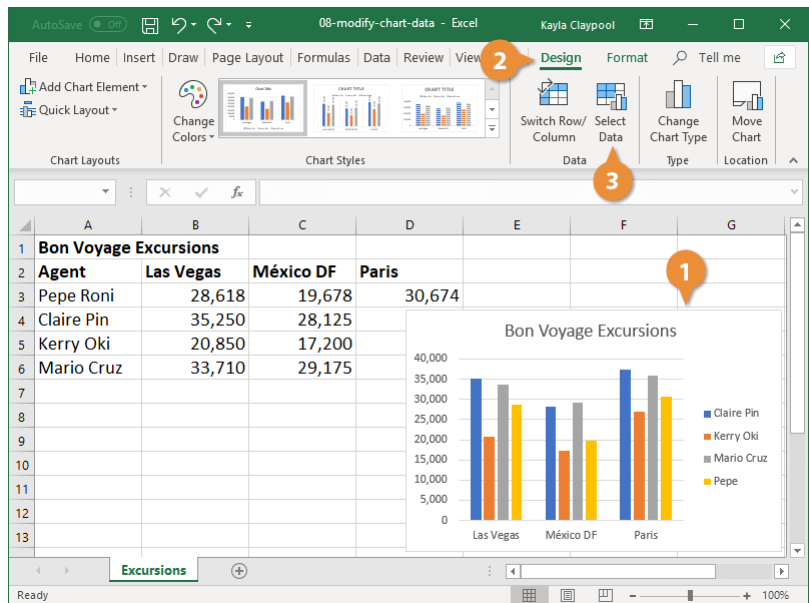 AutoSave Off 08-modify-chart-data - Excel Kayla Claypool
File Home Insert Draw Page Layout Formulas Data Review View 2 Design Format Tell me
Add Chart Element
Quick Layout
Change
Colors
Switch Row/
Column
Select
Data
Change
Chart Type
Move
Chart
Chart Layouts Chart Styles Data Type Location
3
fx
A B C D E F G
1 Bon Voyage Excursions
2 Agent Las Vegas México DF Paris
3 Pepe Roni 28,618 19,678 30,674
4 Claire Pin 35,250 28,125
5 Kerry Oki 20,850 17,200
6 Mario Cruz 33,710 29,175
7
8
9
10
11
12
13
1
Bon Voyage Excursions
40,000
35,000
30,000
25,000
20,000
15,000
10,000
5,000
0
Las Vegas México DF Paris
Claire Pin
Kerry Oki
Mario Cruz
Pepe
Excursions
Ready 100%